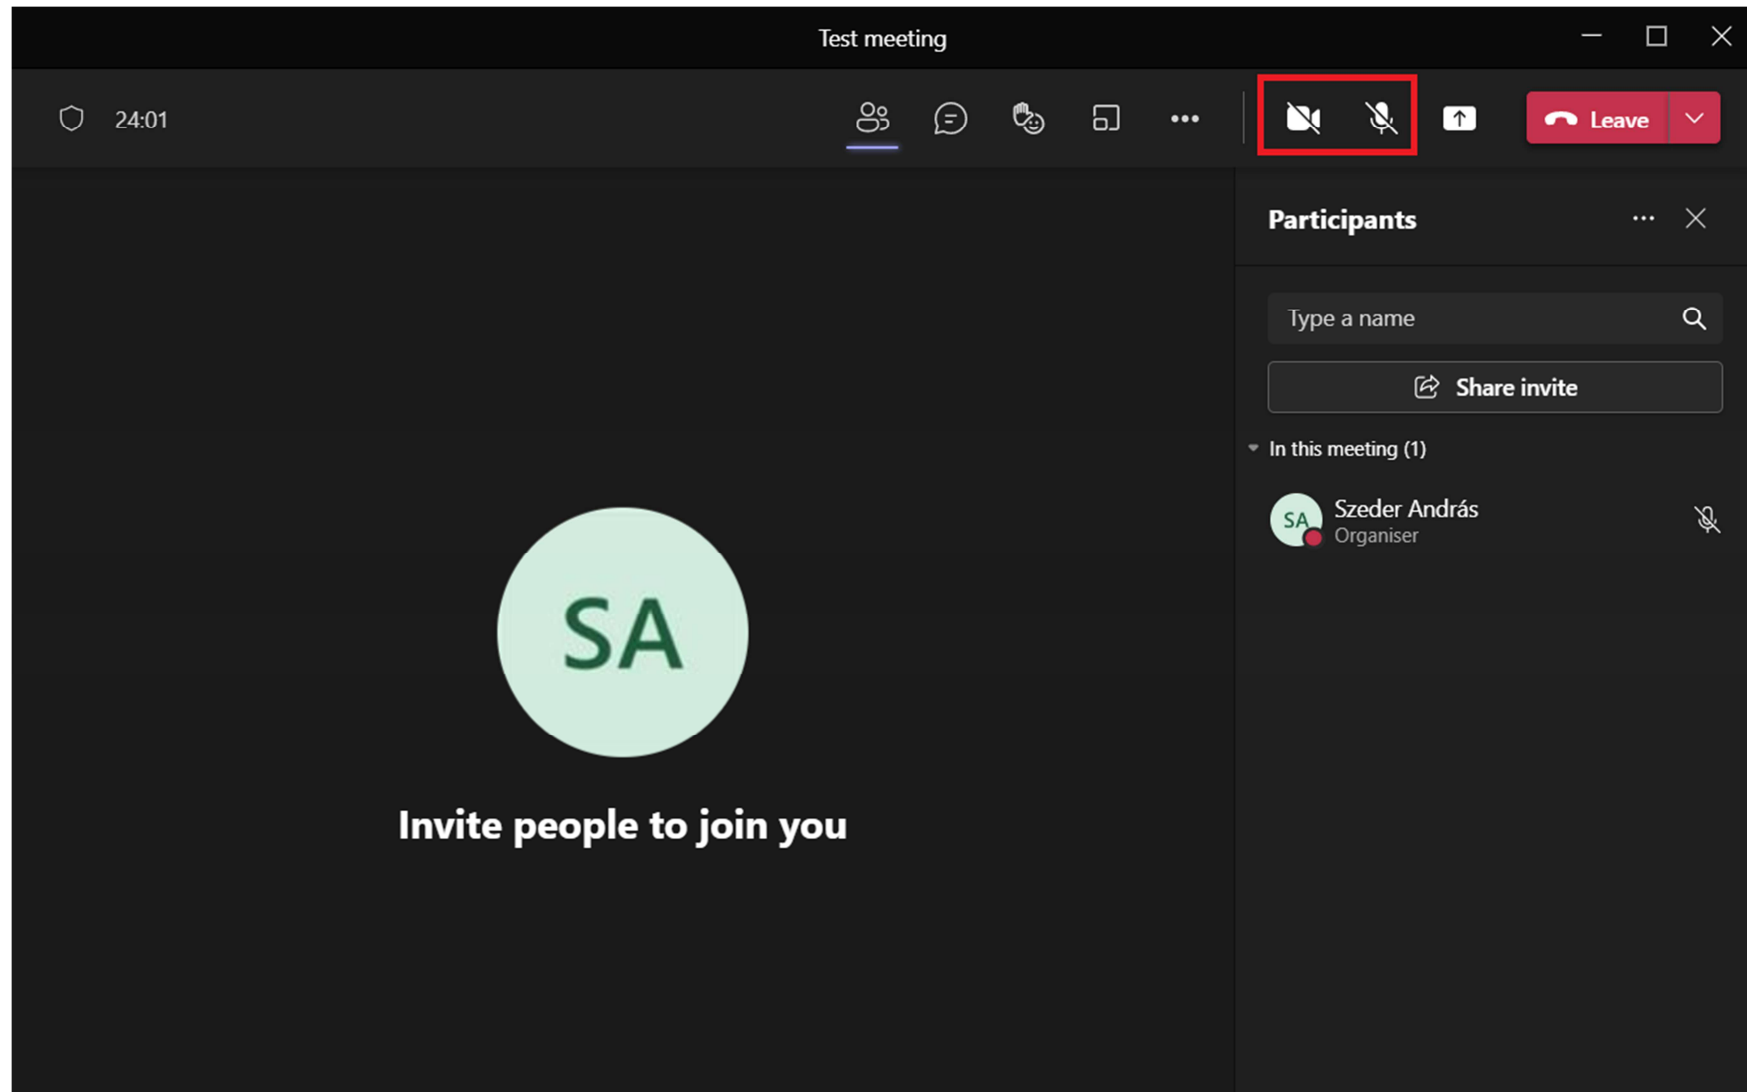 Test meeting
24:01
Leave
Participants
Type a name
Share invite
In this meeting (1)
SA
Szeder András
Organiser
SA
Invite people to join you